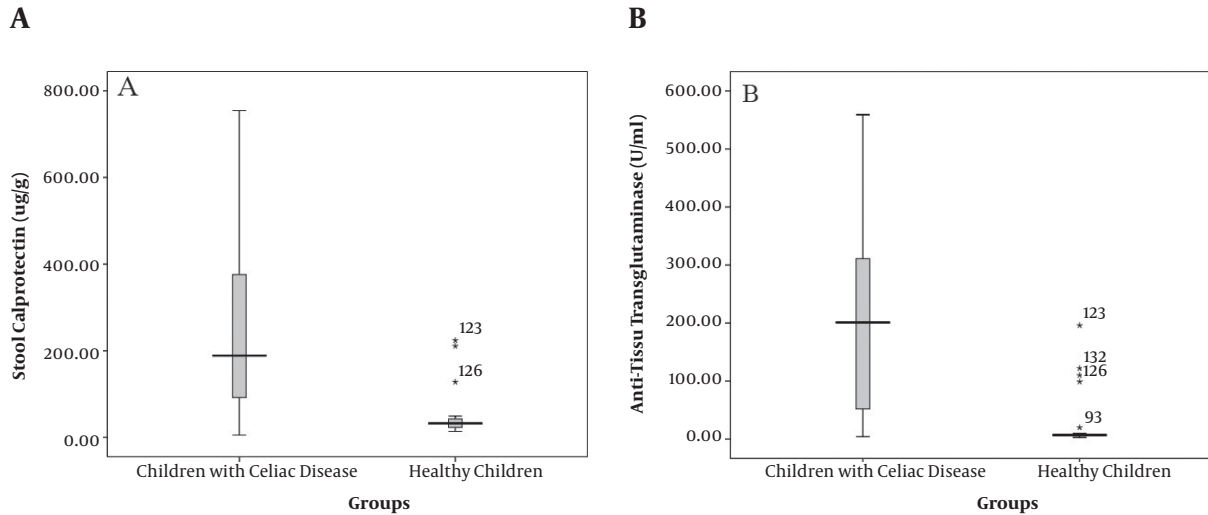 A
A
Stool Calprotectin (ug/g)
800.00
600.00
400.00
200.00
0.00
123
126
Children with Celiac Disease
Healthy Children
Groups
B
B
Anti-Tissu Transglutaminase (U/ml)
600.00
500.00
400.00
300.00
200.00
100.00
0.00
123
132
126
93
Children with Celiac Disease
Healthy Children
Groups